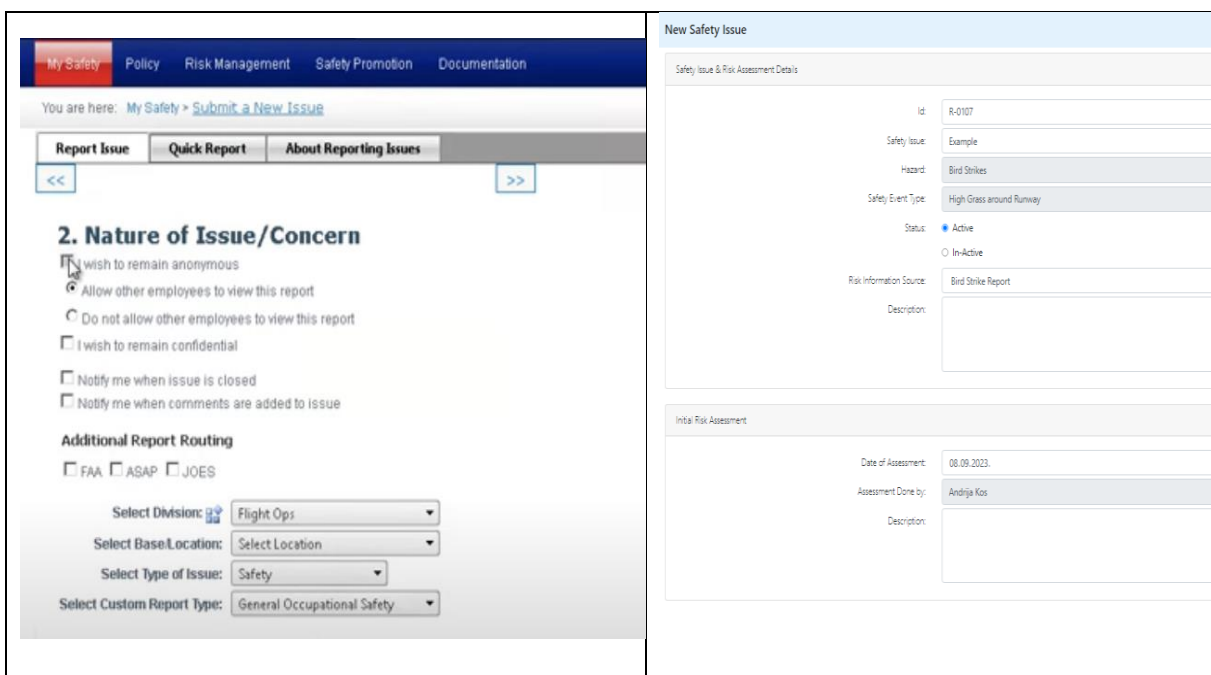 My Safety Policy Risk Management Safety Promotion Documentation
You are here: My Safety > Submit a New Issue
Report Issue Quick Report About Reporting Issues
<< >>
2. Nature of Issue/Concern
I wish to remain anonymous
Allow other employees to view this report
Do not allow other employees to view this report
I wish to remain confidential
Notify me when issue is closed
Notify me when comments are added to issue
Additional Report Routing
FAA ASAP JOES
Select Division: Flight Ops
Select Base/Location: Select Location
Select Type of Issue: Safety
Select Custom Report Type: General Occupational Safety
New Safety Issue
Safety Issue & Risk Assessment Details
Id: R-0107
Safety Issue: Example
Hazard: Bird Strikes
Safety Event Type: High Grass around Runway
Status: Active
In-Active
Risk Information Source: Bird Strike Report
Description:
Initial Risk Assessment
Date of Assessment: 08.09.2023.
Assessment Done by: Andrija Kos
Description: